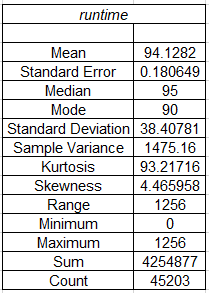 runtime
Mean 94.1282
Standard Error 0.180649
Median 95
Mode 90
Standard Deviation 38.40781
Sample Variance 1475.16
Kurtosis 93.21716
Skewness 4.465958
Range 1256
Minimum 0
Maximum 1256
Sum 4254877
Count 45203